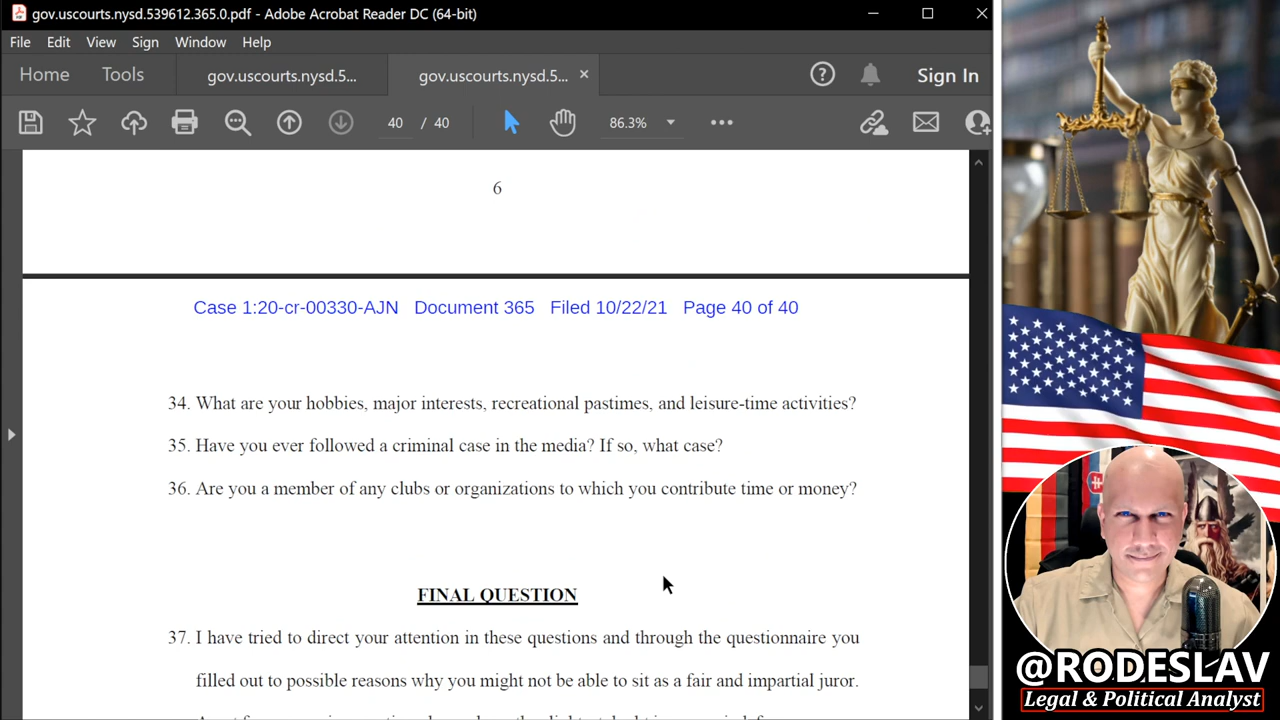 gov.uscourts.nysd.539612.365.0.pdf - Adobe Acrobat Reader DC (64-bit)
File Edit View Sign Window Help
Home Tools gov.uscourts.nysd.5... gov.uscourts.nysd.5... Sign In
40 / 40 86.3%
6
Case 1:20-cr-00330-AJN Document 365 Filed 10/22/21 Page 40 of 40
34. What are your hobbies, major interests, recreational pastimes, and leisure-time activities?
35. Have you ever followed a criminal case in the media? If so, what case?
36. Are you a member of any clubs or organizations to which you contribute time or money?
FINAL QUESTION
37. I have tried to direct your attention in these questions and through the questionnaire you
filled out to possible reasons why you might not be able to sit as a fair and impartial juror.
@RODESLAV
Legal & Political Analyst